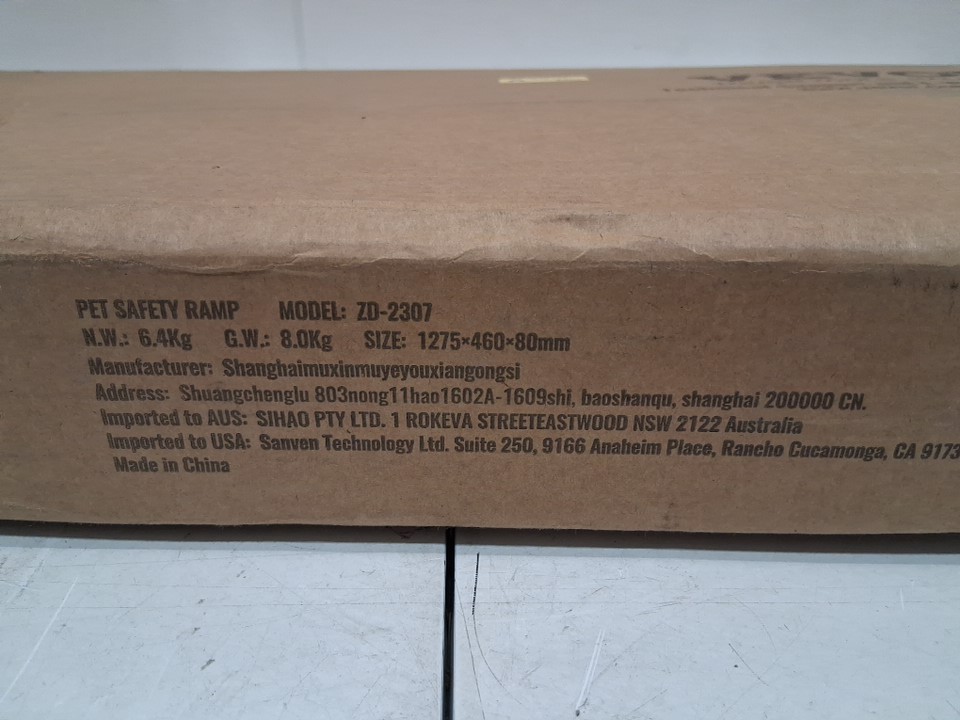 PET SAFETY RAMP MODEL: ZD-2307
N.W.: 6.4Kg G.W.: 8.0Kg SIZE: 1275×460×80mm
Manufacturer: Shanghaimuxinmuyeyouxiangongsi
Address: Shuangchenglu 803nong11hao1602A-1609shi, baoshanqu, shanghai 200000 CN.
Imported to AUS: SIHAO PTY LTD. 1 ROKEVA STREETEASTWOOD NSW 2122 Australia
Imported to USA: Sanven Technology Ltd. Suite 250, 9166 Anaheim Place, Rancho Cucamonga, CA 9173
Made in China